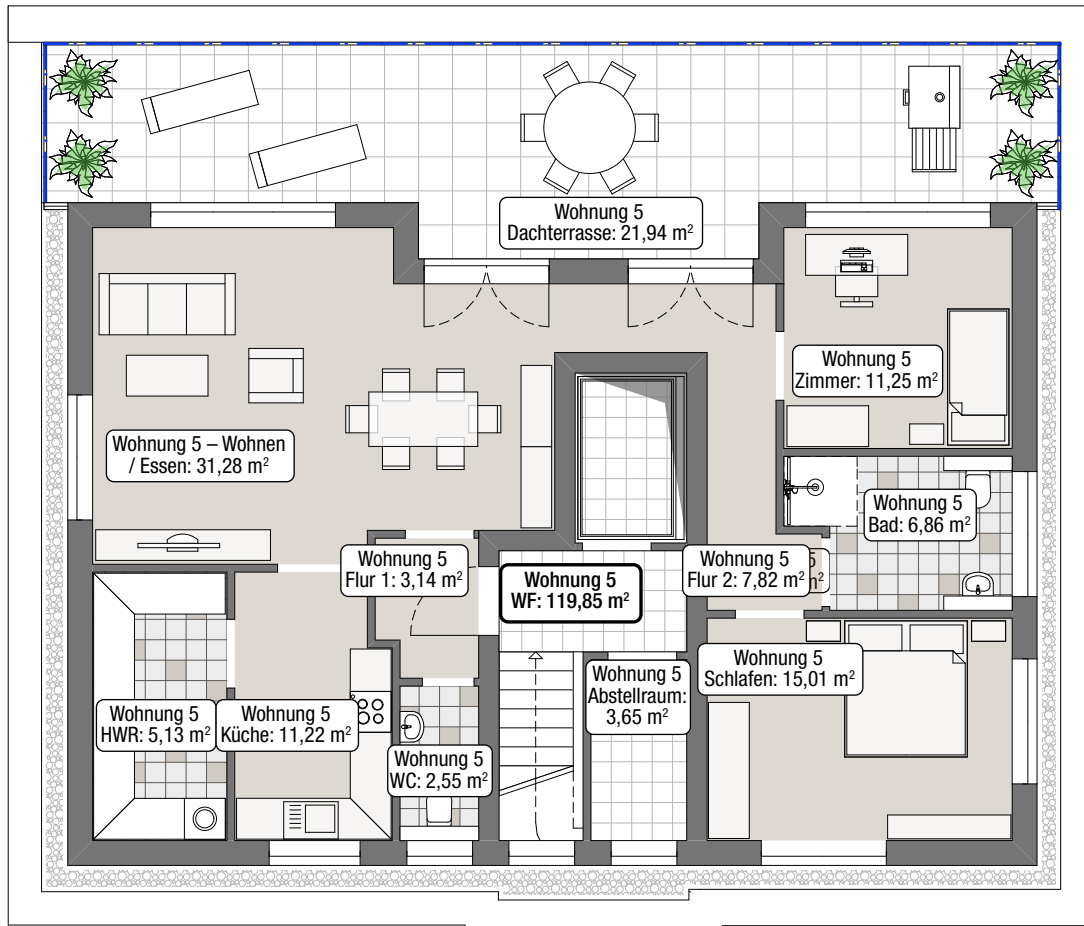 Wohnung 5
Dachterrasse: 21,94 m²
Wohnung 5
Zimmer: 11,25 m²
Wohnung 5 – Wohnen
/ Essen: 31,28 m²
Wohnung 5
Bad: 6,86 m²
Wohnung 5
Flur 1: 3,14 m²
Wohnung 5
WF: 119,85 m²
Wohnung 5
Flur 2: 7,82 m²
5
m²
Wohnung 5
Schlafen: 15,01 m²
Wohnung 5
Abstellraum:
3,65 m²
Wohnung 5
HWR: 5,13 m²
Wohnung 5
Küche: 11,22 m²
Wohnung 5
WC: 2,55 m²